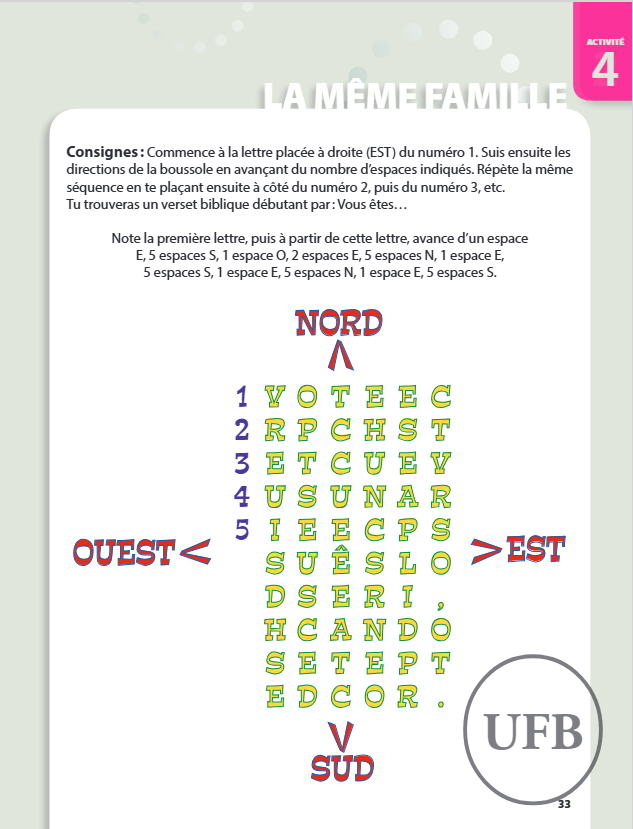 ACTIVITÉ
4
LA MÊME FAMILLE
Consignes : Commence à la lettre placée à droite (EST) du numéro 1. Suis ensuite les
directions de la boussole en avançant du nombre d'espaces indiqués. Répète la même
séquence en te plaçant ensuite à côté du numéro 2, puis du numéro 3, etc.
Tu trouveras un verset biblique débutant par : Vous êtes…
Note la première lettre, puis à partir de cette lettre, avance d'un espace
E, 5 espaces S, 1 espace O, 2 espaces E, 5 espaces N, 1 espace E,
5 espaces S, 1 espace E, 5 espaces N, 1 espace E, 5 espaces S.
NORD
1 V O T E E C
2 R P C H S T
3 E T C U E V
4 U S U N A R
5 I E E C P S
OUEST
EST
S U Ê S L O
D S E R I ,
H C A N D O
S E T E P T
E D C O R .
SUD
UFB
33